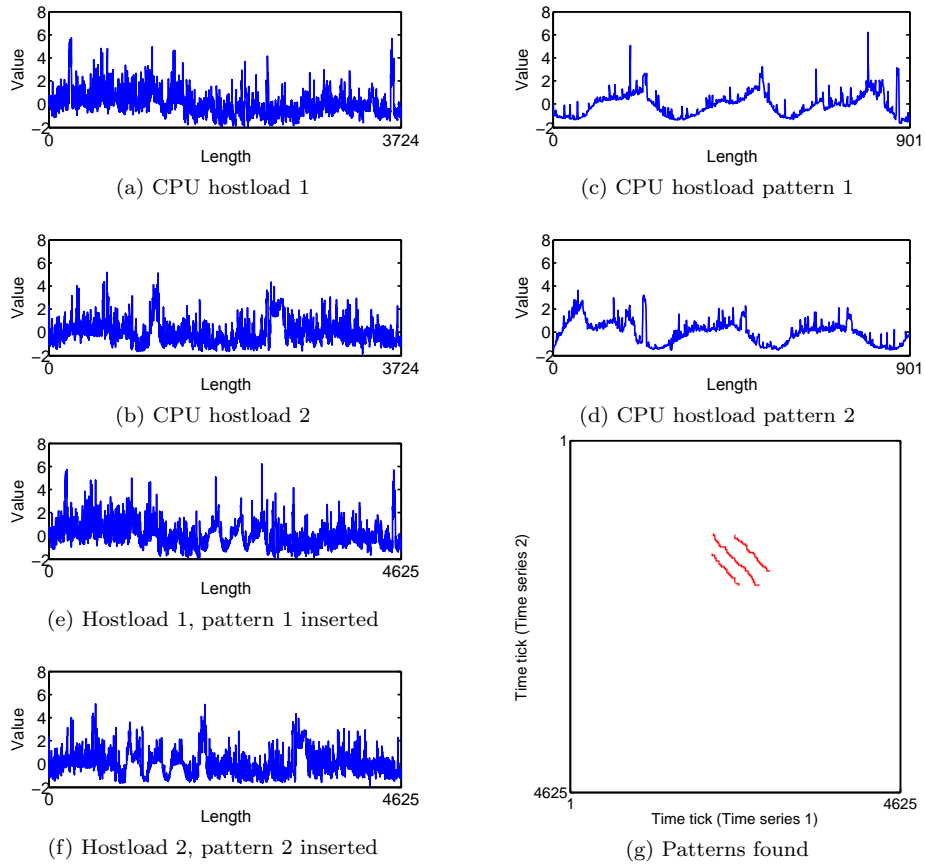 8
6
4
2
0
−2
Value
0
3724
Length
(a) CPU hostload 1
8
6
4
2
0
−2
Value
0
901
Length
(c) CPU hostload pattern 1
8
6
4
2
0
−2
Value
0
3724
Length
(b) CPU hostload 2
8
6
4
2
0
−2
Value
0
901
Length
(d) CPU hostload pattern 2
8
6
4
2
0
−2
Value
0
4625
Length
(e) Hostload 1, pattern 1 inserted
8
6
4
2
0
−2
Value
0
4625
Length
(f) Hostload 2, pattern 2 inserted
1
Time tick (Time series 2)
4625
1
4625
Time tick (Time series 1)
(g) Patterns found